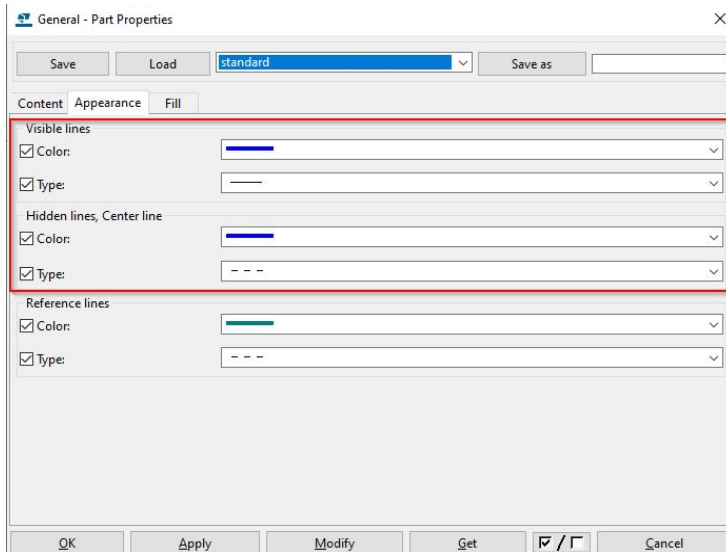 General - Part Properties
Save Load standard Save as
Content Appearance Fill
Visible lines
Color:
Type:
Hidden lines, Center line
Color:
Type:
Reference lines
Color:
Type:
OK Apply Modify Get / Cancel